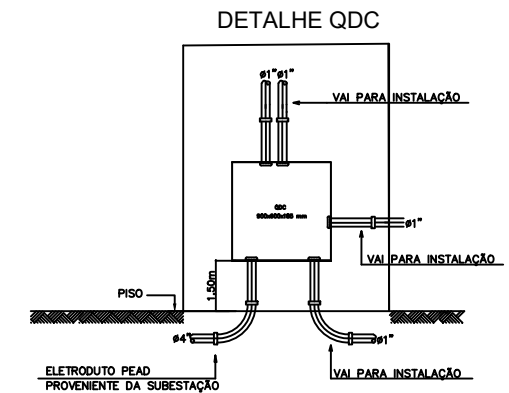 DETALHE QDC
ø1" ø1"
VAI PARA INSTALAÇÃO
QDC
ø1"
VAI PARA INSTALAÇÃO
1.50m
PISO
ø4"
ø1"
ELETRODUTO PEAD
PROVENIENTE DA SUBESTAÇÃO
VAI PARA INSTALAÇÃO